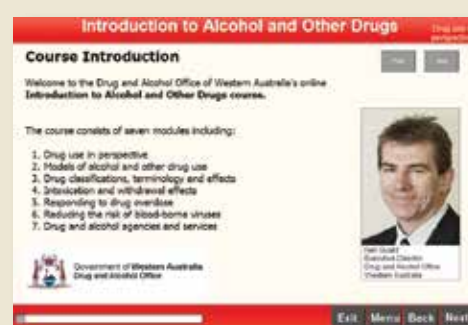 Introduction to Alcohol and Other Drugs
Drug use in
perspective
Course Introduction
Welcome to the Drug and Alcohol Office of Western Australia's online
Introduction to Alcohol and Other Drugs course.
The course consists of seven modules including:
1. Drug use in perspective
2. Models of alcohol and other drug use
3. Drug classifications, terminology and effects
4. Intoxication and withdrawal effects
5. Responding to drug overdose
6. Reducing the risk of blood-borne viruses
7. Drug and alcohol agencies and services
Executive Director
Drug and Alcohol Office
Western Australia
Government of Western Australia
Drug and Alcohol Office
Exit Menu Back Next